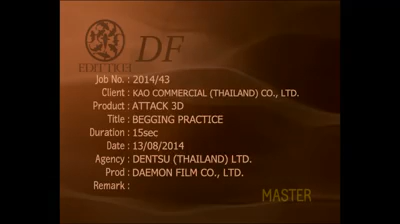 DF
Job No. : 2014/43
Client : KAO COMMERCIAL (THAILAND) CO., LTD.
Product : ATTACK 3D
Title : BEGGING PRACTICE
Duration : 15sec
Date : 13/08/2014
Agency : DENTSU (THAILAND) LTD.
Prod : DAEMON FILM CO., LTD.
Remark :
MASTER